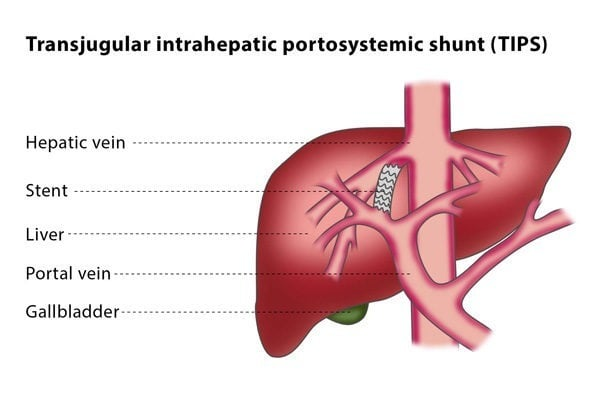 Transjugular intrahepatic portosystemic shunt (TIPS)
Hepatic vein
Stent
Liver
Portal vein
Gallbladder